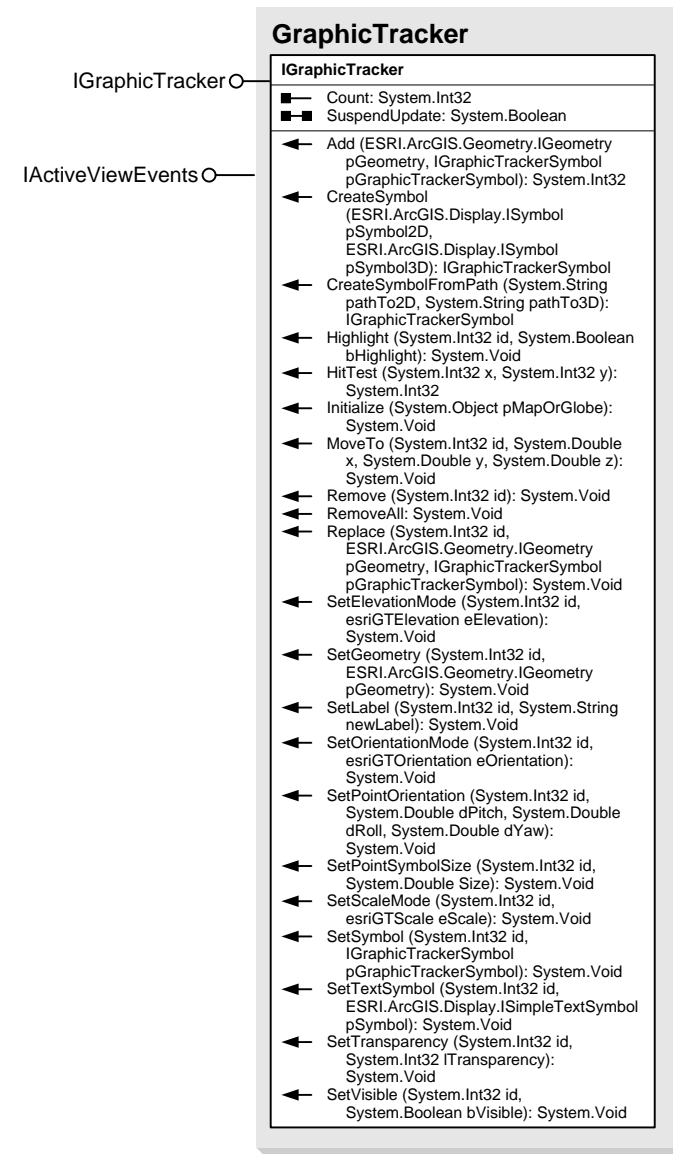 GraphicTracker
IGraphicTracker
IGraphicTracker
Count: System.Int32
SuspendUpdate: System.Boolean
IActiveViewEvents
Add (ESRI.ArcGIS.Geometry.IGeometry
pGeometry, IGraphicTrackerSymbol
pGraphicTrackerSymbol): System.Int32
CreateSymbol
(ESRI.ArcGIS.Display.ISymbol
pSymbol2D,
ESRI.ArcGIS.Display.ISymbol
pSymbol3D): IGraphicTrackerSymbol
CreateSymbolFromPath (System.String
pathTo2D, System.String pathTo3D):
IGraphicTrackerSymbol
Highlight (System.Int32 id, System.Boolean
bHighlight): System.Void
HitTest (System.Int32 x, System.Int32 y):
System.Int32
Initialize (System.Object pMapOrGlobe):
System.Void
MoveTo (System.Int32 id, System.Double
x, System.Double y, System.Double z):
System.Void
Remove (System.Int32 id): System.Void
RemoveAll: System.Void
Replace (System.Int32 id,
ESRI.ArcGIS.Geometry.IGeometry
pGeometry, IGraphicTrackerSymbol
pGraphicTrackerSymbol): System.Void
SetElevationMode (System.Int32 id,
esriGTElevation eElevation):
System.Void
SetGeometry (System.Int32 id,
ESRI.ArcGIS.Geometry.IGeometry
pGeometry): System.Void
SetLabel (System.Int32 id, System.String
newLabel): System.Void
SetOrientationMode (System.Int32 id,
esriGTOrientation eOrientation):
System.Void
SetPointOrientation (System.Int32 id,
System.Double dPitch, System.Double
dRoll, System.Double dYaw):
System.Void
SetPointSymbolSize (System.Int32 id,
System.Double Size): System.Void
SetScaleMode (System.Int32 id,
esriGTScale eScale): System.Void
SetSymbol (System.Int32 id,
IGraphicTrackerSymbol
pGraphicTrackerSymbol): System.Void
SetTextSymbol (System.Int32 id,
ESRI.ArcGIS.Display.ISimpleTextSymbol
pSymbol): System.Void
SetTransparency (System.Int32 id,
System.Int32 lTransparency):
System.Void
SetVisible (System.Int32 id,
System.Boolean bVisible): System.Void